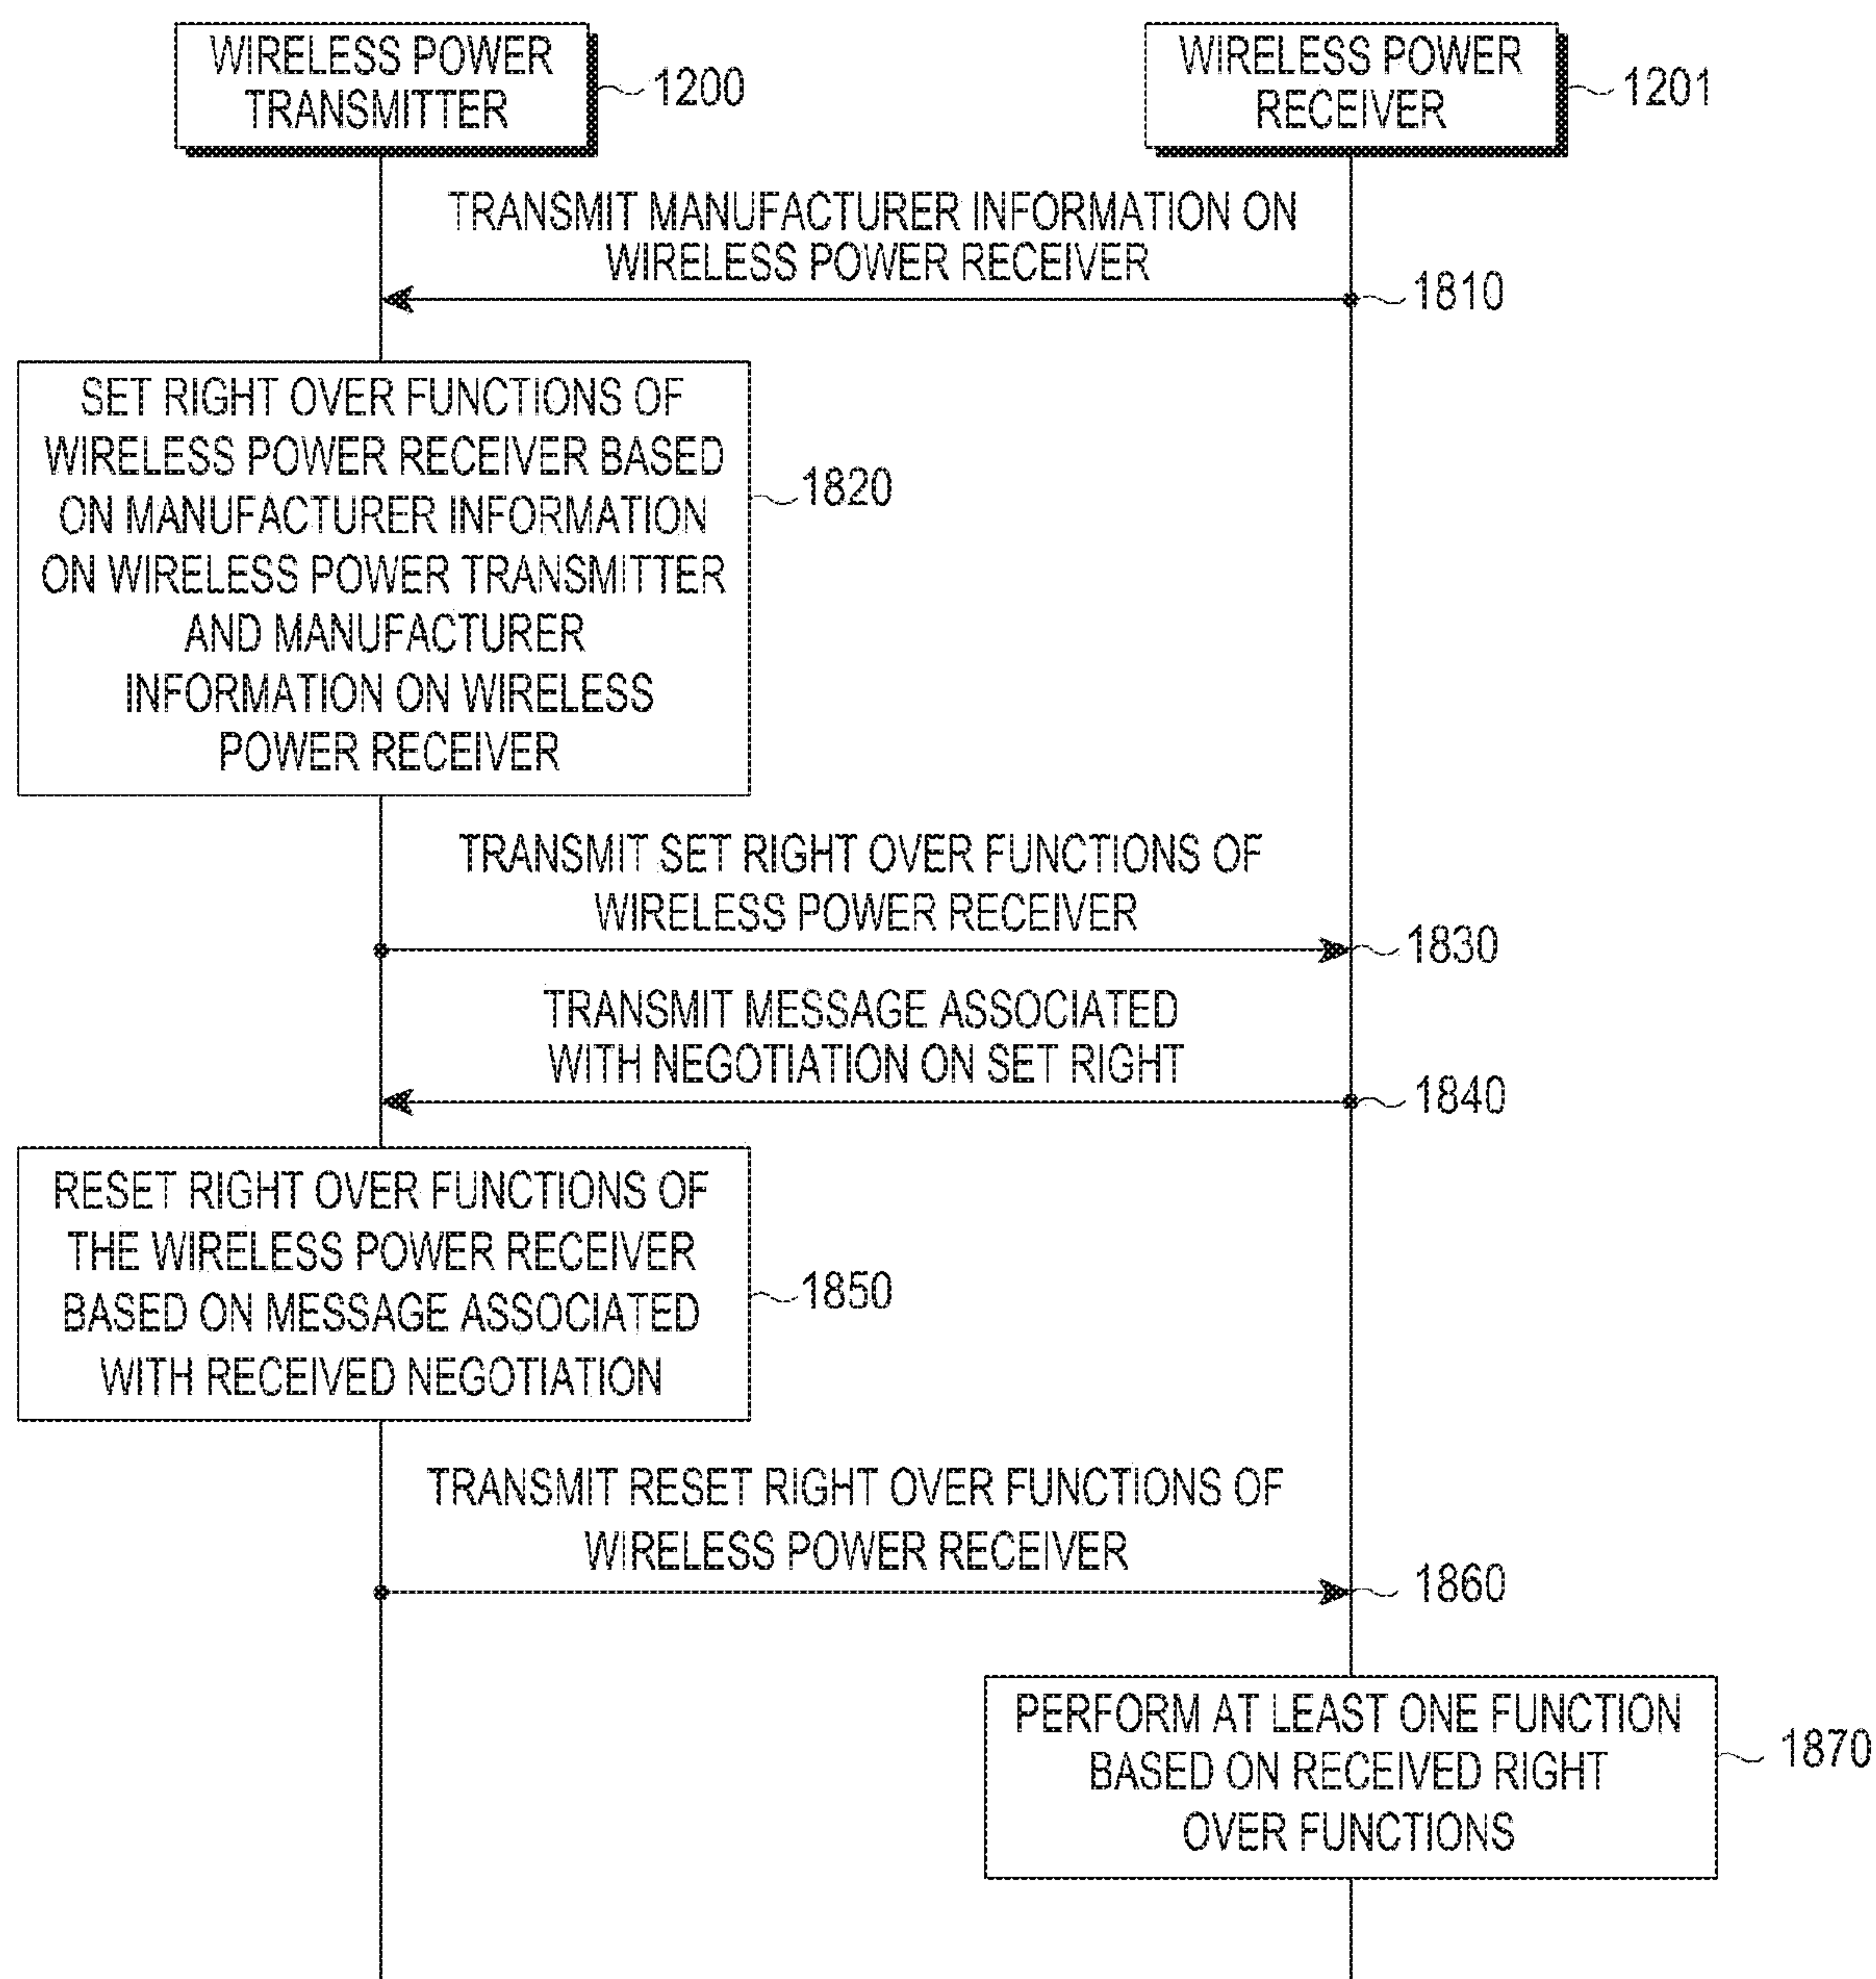 WIRELESS POWER
TRANSMITTER
1200
WIRELESS POWER
RECEIVER
1201
TRANSMIT MANUFACTURER INFORMATION ON
WIRELESS POWER RECEIVER
1810
SET RIGHT OVER FUNCTIONS OF
WIRELESS POWER RECEIVER BASED
ON MANUFACTURER INFORMATION
ON WIRELESS POWER TRANSMITTER
AND MANUFACTURER
INFORMATION ON WIRELESS
POWER RECEIVER
1820
TRANSMIT SET RIGHT OVER FUNCTIONS OF
WIRELESS POWER RECEIVER
1830
TRANSMIT MESSAGE ASSOCIATED
WITH NEGOTIATION ON SET RIGHT
1840
RESET RIGHT OVER FUNCTIONS OF
THE WIRELESS POWER RECEIVER
BASED ON MESSAGE ASSOCIATED
WITH RECEIVED NEGOTIATION
1850
TRANSMIT RESET RIGHT OVER FUNCTIONS OF
WIRELESS POWER RECEIVER
1860
PERFORM AT LEAST ONE FUNCTION
BASED ON RECEIVED RIGHT
OVER FUNCTIONS
1870